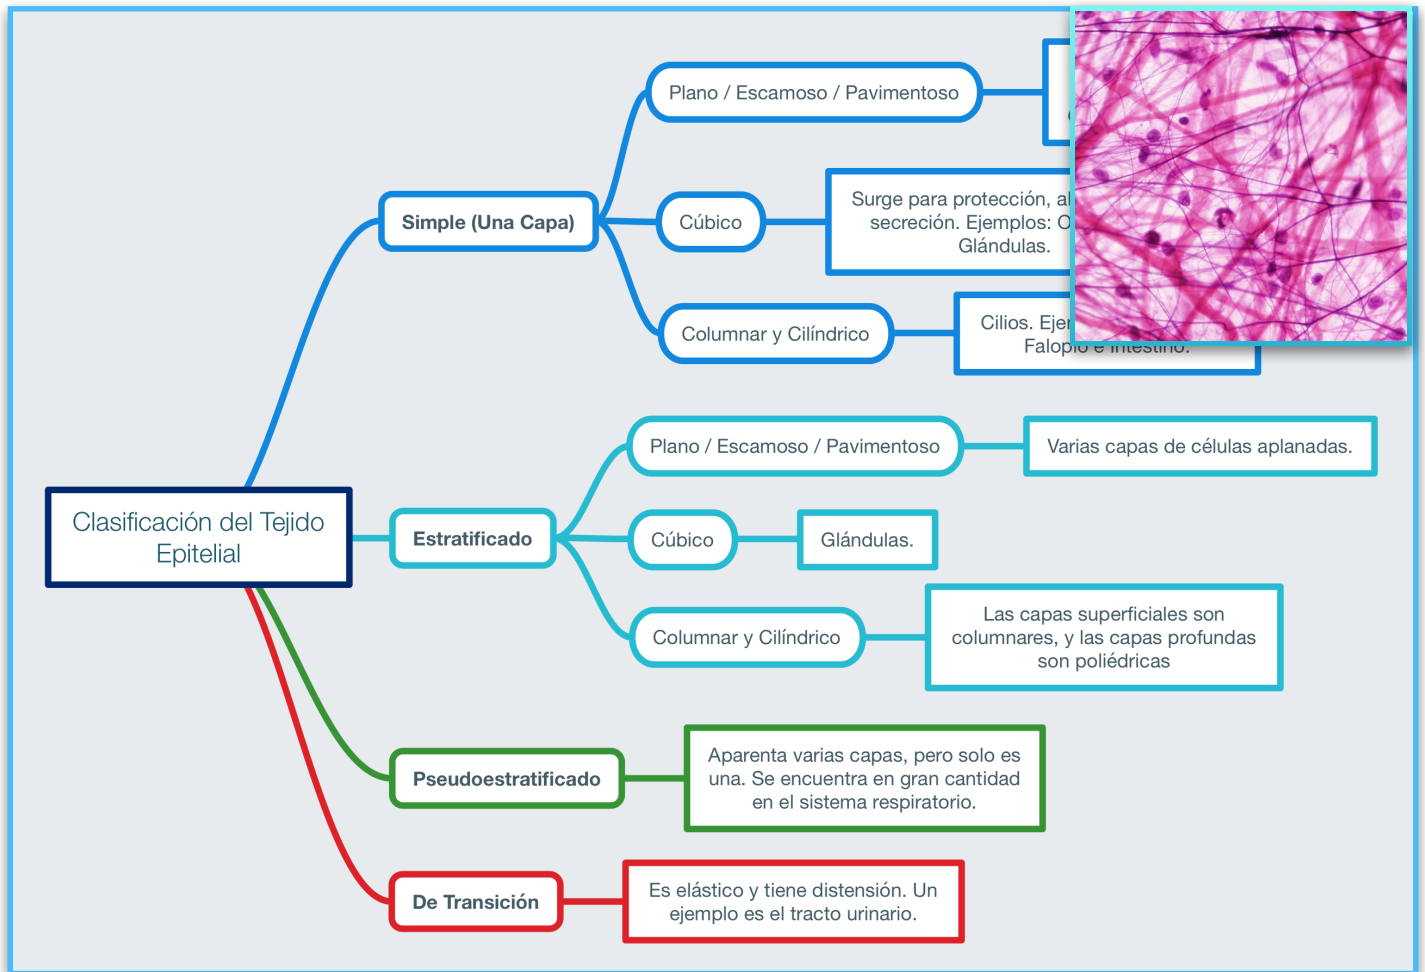 Plano / Escamoso / Pavimentoso
Simple (Una Capa)
Cúbico
Surge para protección,
secreción. Ejemplos:
Glándulas.
Columnar y Cilíndrico
Cilios.
Falopio e Intestino.
Plano / Escamoso / Pavimentoso
Varias capas de células aplanadas.
Clasificación del Tejido
Epitelial
Estratificado
Cúbico
Glándulas.
Columnar y Cilíndrico
Las capas superficiales son
columnares, y las capas profundas
son poliédricas
Pseudoestratificado
Aparenta varias capas, pero solo es
una. Se encuentra en gran cantidad
en el sistema respiratorio.
De Transición
Es elástico y tiene distensión. Un
ejemplo es el tracto urinario.